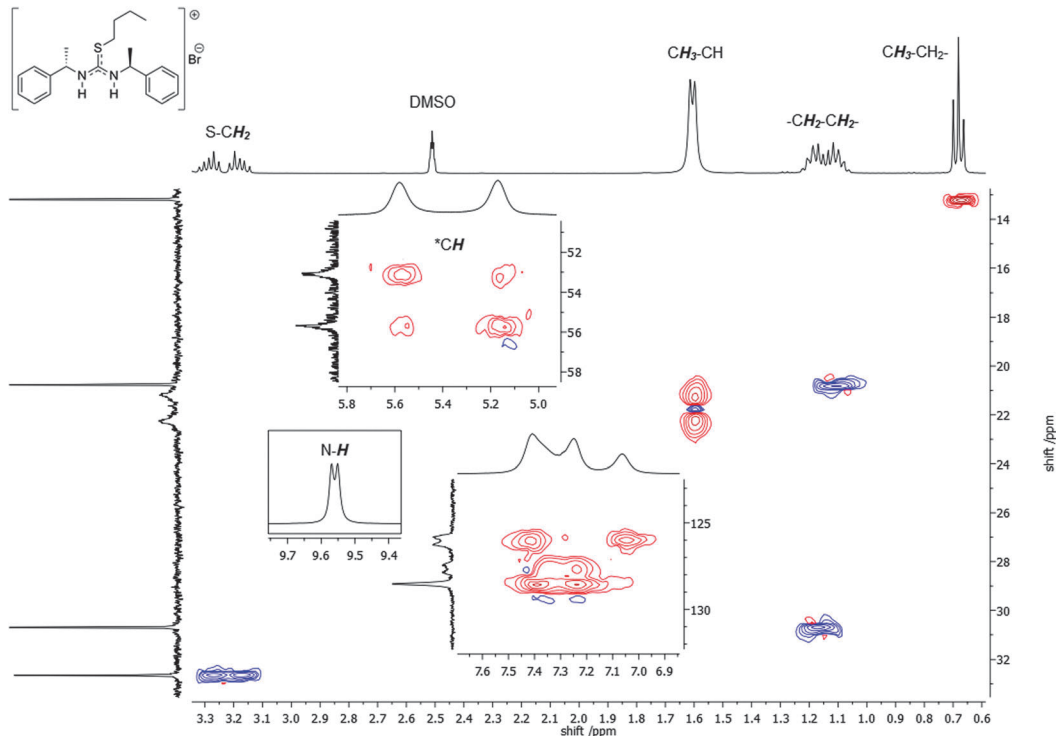 ⊕
S
Br⊖
N
N
H
H
S-CH2
DMSO
CH3-CH
-CH2-CH2-
CH3-CH2-
*CH
52
54
56
58
5.8 5.6 5.4 5.2 5.0
N-H
9.7 9.6 9.5 9.4
125
130
7.6 7.5 7.4 7.3 7.2 7.1 7.0 6.9
14
16
18
20
22
24
26
28
30
32
shift /ppm
3.3 3.2 3.1 3.0 2.9 2.8 2.7 2.6 2.5 2.4 2.3 2.2 2.1 2.0 1.9 1.8 1.7 1.6 1.5 1.4 1.3 1.2 1.1 1.0 0.9 0.8 0.7 0.6
shift /ppm